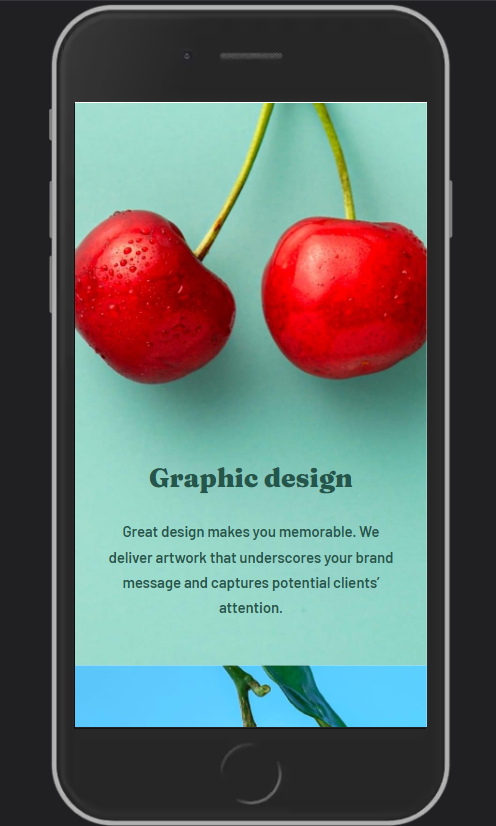 Graphic design
Great design makes you memorable. We
deliver artwork that underscores your brand
message and captures potential clients’
attention.